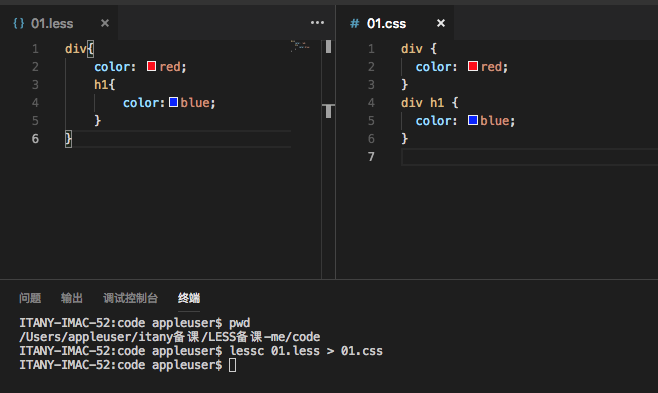 01.less
1 div{
2 color: red;
3 h1{
4 color:blue;
5 }
6 }
01.css
1 div {
2 color: red;
3 }
4 div h1 {
5 color: blue;
6 }
7
问题 输出 调试控制台 终端
ITANY-IMAC-52:code appleuser$ pwd
/Users/appleuser/itany备课/LESS备课-me/code
ITANY-IMAC-52:code appleuser$ lessc 01.less > 01.css
ITANY-IMAC-52:code appleuser$